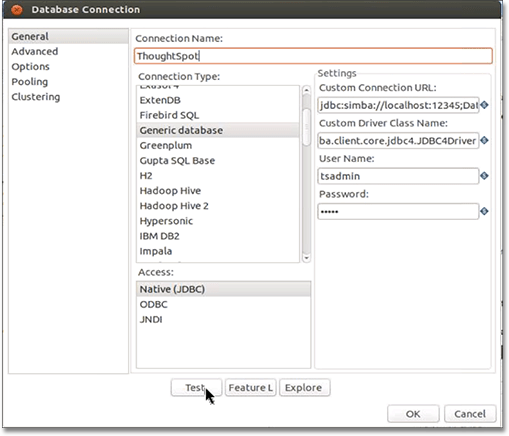 Database Connection
General
Advanced
Options
Pooling
Clustering
Connection Name:
ThoughtSpot
Connection Type:
Exasol 4
ExtenDB
Firebird SQL
Generic database
Greenplum
Gupta SQL Base
H2
Hadoop Hive
Hadoop Hive 2
Hypersonic
IBM DB2
Impala
Access:
Native (JDBC)
ODBC
JNDI
Settings
Custom Connection URL:
jdbc:simba://localhost:12345;Dat
Custom Driver Class Name:
ba.client.core.jdbc4.JDBC4Driver
User Name:
tsadmin
Password:
•••••
Test
Feature L
Explore
OK
Cancel